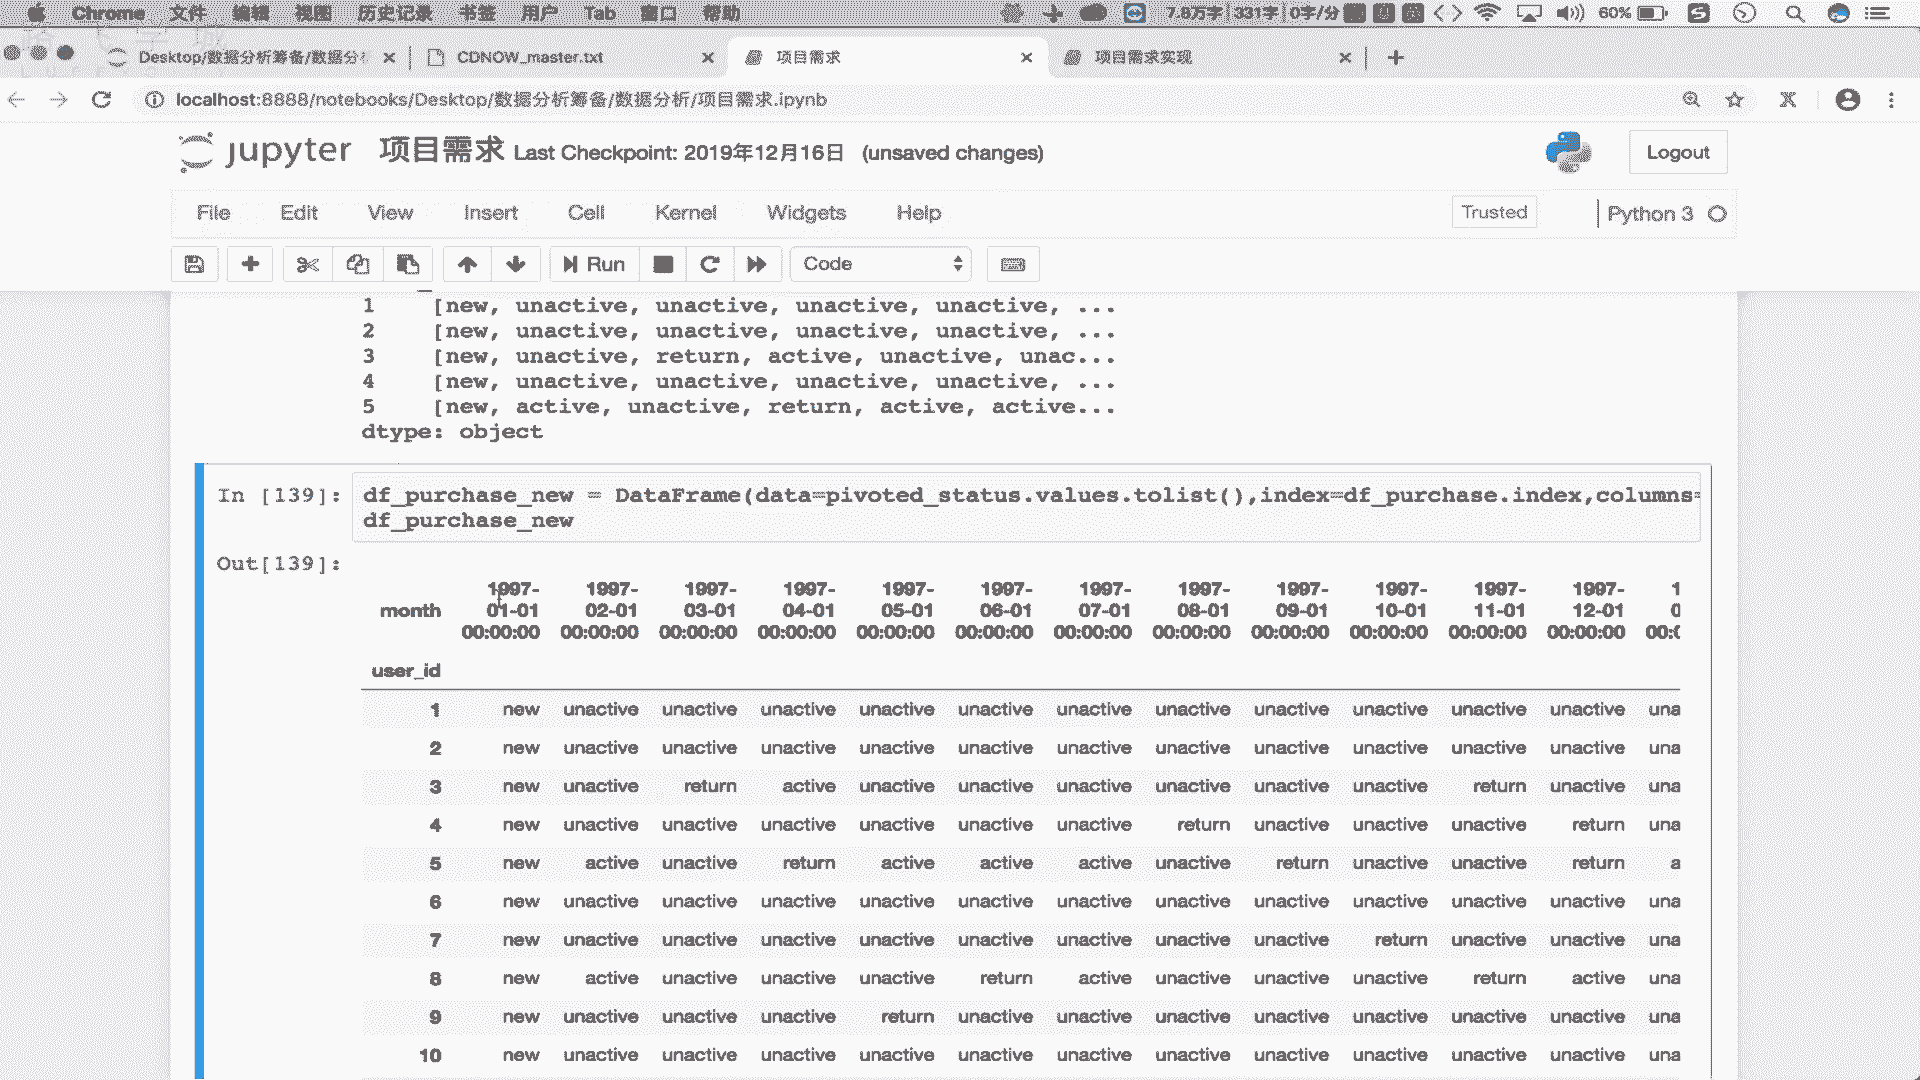 Chrome 文件 编辑 视图 历史记录 书签 用户 Tab 窗口 帮助 7.8万字 331字 0字/分 60%
Desktop/数据分析筹备/数据分析 CDNOW_master.txt 项目需求 项目需求实现
localhost:8888/notebooks/Desktop/数据分析筹备/数据分析/项目需求.ipynb
jupyter 项目需求 Last Checkpoint: 2019年12月16日 (unsaved changes) Logout
File Edit View Insert Cell Kernel Widgets Help Trusted Python 3
Run Code
1 [new, unactive, unactive, unactive, unactive, ...
2 [new, unactive, unactive, unactive, unactive, ...
3 [new, unactive, return, active, unactive, unac...
4 [new, unactive, unactive, unactive, unactive, ...
5 [new, active, unactive, return, active, active...
dtype: object
In [139]: df_purchase_new = DataFrame(data=pivoted_status.values.tolist(),index=df_purchase.index,columns=
df_purchase_new
Out[139]:
1997- 1997- 1997- 1997- 1997- 1997- 1997- 1997- 1997- 1997- 1997- 1997- 1
month 01-01 02-01 03-01 04-01 05-01 06-01 07-01 08-01 09-01 10-01 11-01 12-01 0
00:00:00 00:00:00 00:00:00 00:00:00 00:00:00 00:00:00 00:00:00 00:00:00 00:00:00 00:00:00 00:00:00 00:00:00 00:(
user_id
1 new unactive unactive unactive unactive unactive unactive unactive unactive unactive unactive unactive una
2 new unactive unactive unactive unactive unactive unactive unactive unactive unactive unactive unactive una
3 new unactive return active unactive unactive unactive unactive unactive unactive return unactive una
4 new unactive unactive unactive unactive unactive unactive return unactive unactive unactive return una
5 new active unactive return active active active unactive return unactive unactive return a
6 new unactive unactive unactive unactive unactive unactive unactive unactive unactive unactive unactive una
7 new unactive unactive unactive unactive unactive unactive unactive unactive return unactive unactive una
8 new active unactive unactive unactive return active unactive unactive unactive return active una
9 new unactive unactive unactive return unactive unactive unactive unactive unactive unactive unactive una
10 new unactive unactive unactive unactive unactive unactive unactive unactive unactive unactive unactive una